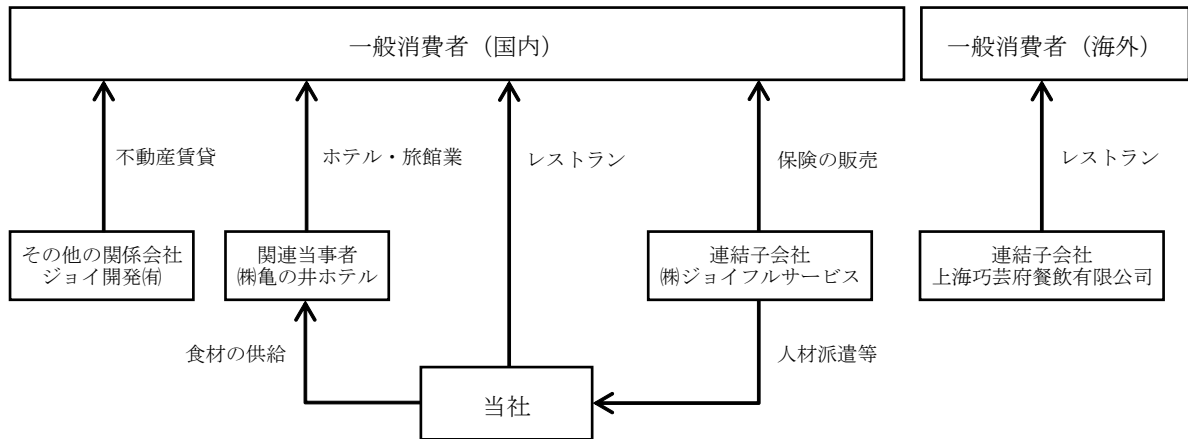 一般消費者（国内）
一般消費者（海外）
不動産賃貸
ホテル・旅館業
レストラン
保険の販売
レストラン
その他の関係会社
ジョイ開発㈲
関連当事者
㈱亀の井ホテル
連結子会社
㈱ジョイフルサービス
連結子会社
上海巧芸府餐飲有限公司
食材の供給
人材派遣等
当社